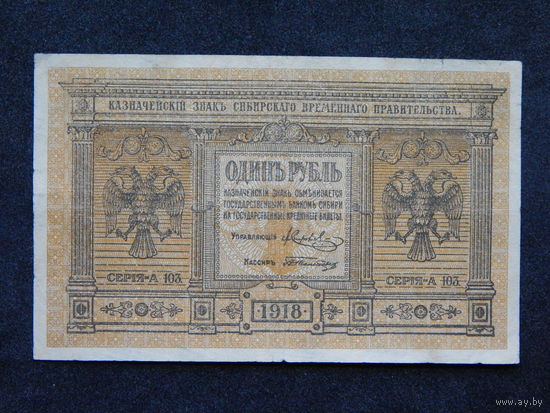 КАЗНАЧЕЙСКІЙ ЗНАКЪ СИБИРСКАГО ВРЕМЕННАГО ПРАВИТЕЛЬСТВА.
ОДИНЪ РУБЛЬ
КАЗНАЧЕЙСКІЙ ЗНАКЪ ОБМѢНИВАЕТСЯ
ГОСУДАРСТВЕННЫМЪ БАНКОМЪ СИБИРИ
НА ГОСУДАРСТВЕННЫЕ КРЕДИТНЫЕ БИЛЕТЫ.
УПРАВЛЯЮЩІЙ
КАССИРЪ
СЕРІЯ-А 103.
СЕРІЯ-А 103.
1918
www.ay.by